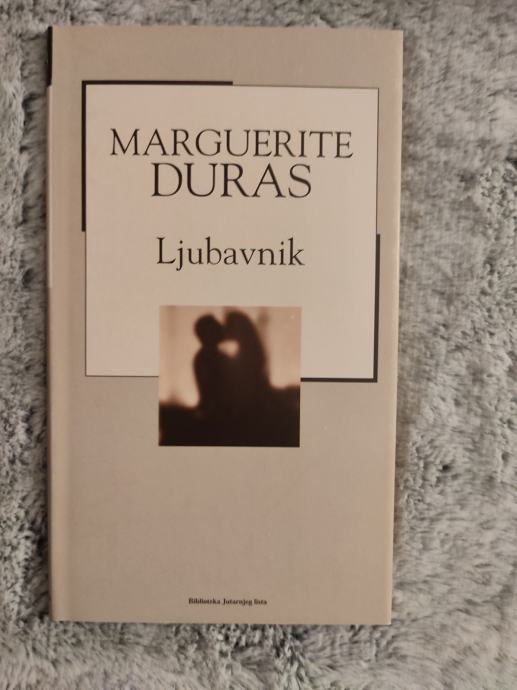 MARGUERITE
DURAS
Ljubavnik
Biblioteka Jutarnjeg lista